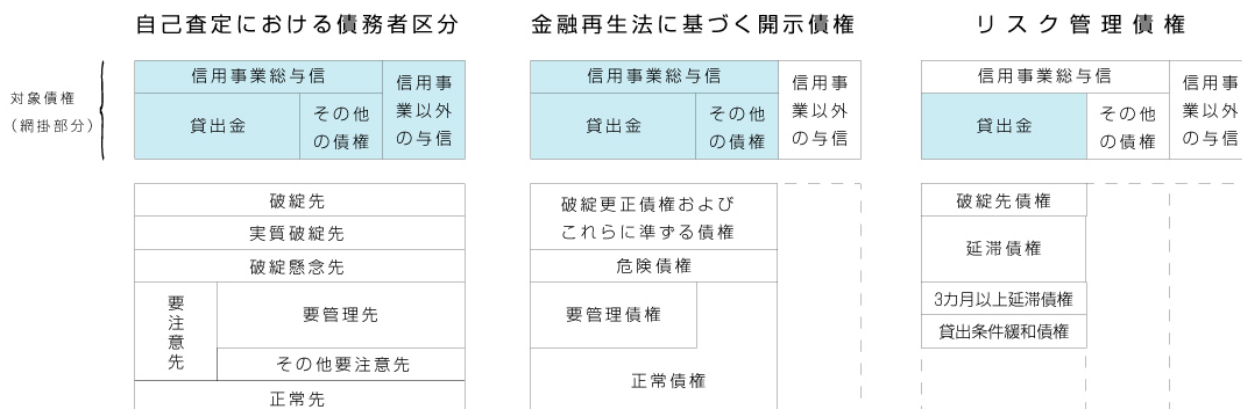 自己査定における債務者区分
金融再生法に基づく開示債権
リスク管理債権
対象債権
(網掛部分)
信用事業総与信
貸出金
その他
の債権
信用事
業以外
の与信
信用事業総与信
貸出金
その他
の債権
信用事
業以外
の与信
信用事業総与信
貸出金
その他
の債権
信用事
業以外
の与信
破綻先
実質破綻先
破綻懸念先
要注意先
要管理先
その他要注意先
正常先
破綻更正債権および
これらに準ずる債権
危険債権
要管理債権
正常債権
破綻先債権
延滞債権
3カ月以上延滞債権
貸出条件緩和債権